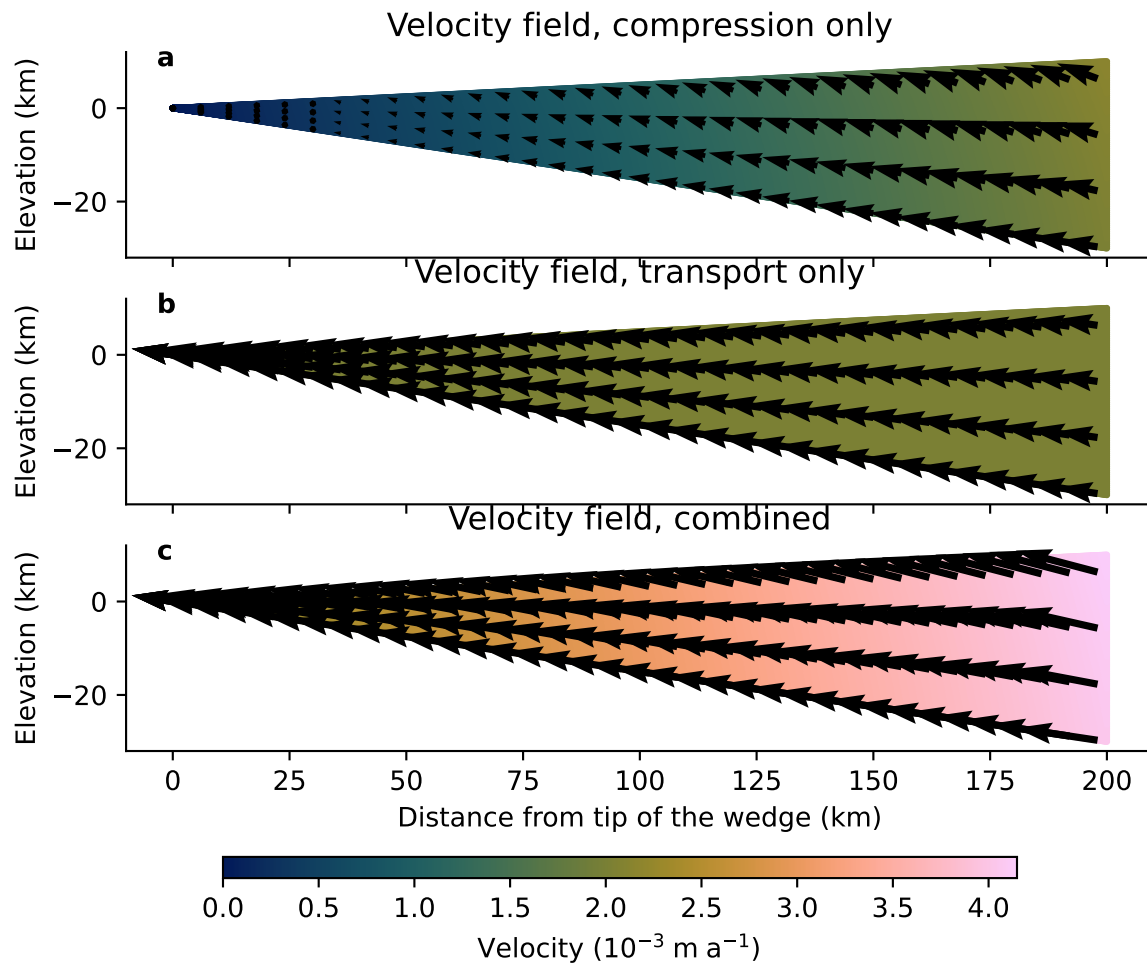 Velocity field, compression only
a
Elevation (km)
0
−20
Velocity field, transport only
b
Elevation (km)
0
−20
Velocity field, combined
c
Elevation (km)
0
−20
0 25 50 75 100 125 150 175 200
Distance from tip of the wedge (km)
0.0 0.5 1.0 1.5 2.0 2.5 3.0 3.5 4.0
Velocity (10⁻³ m a⁻¹)